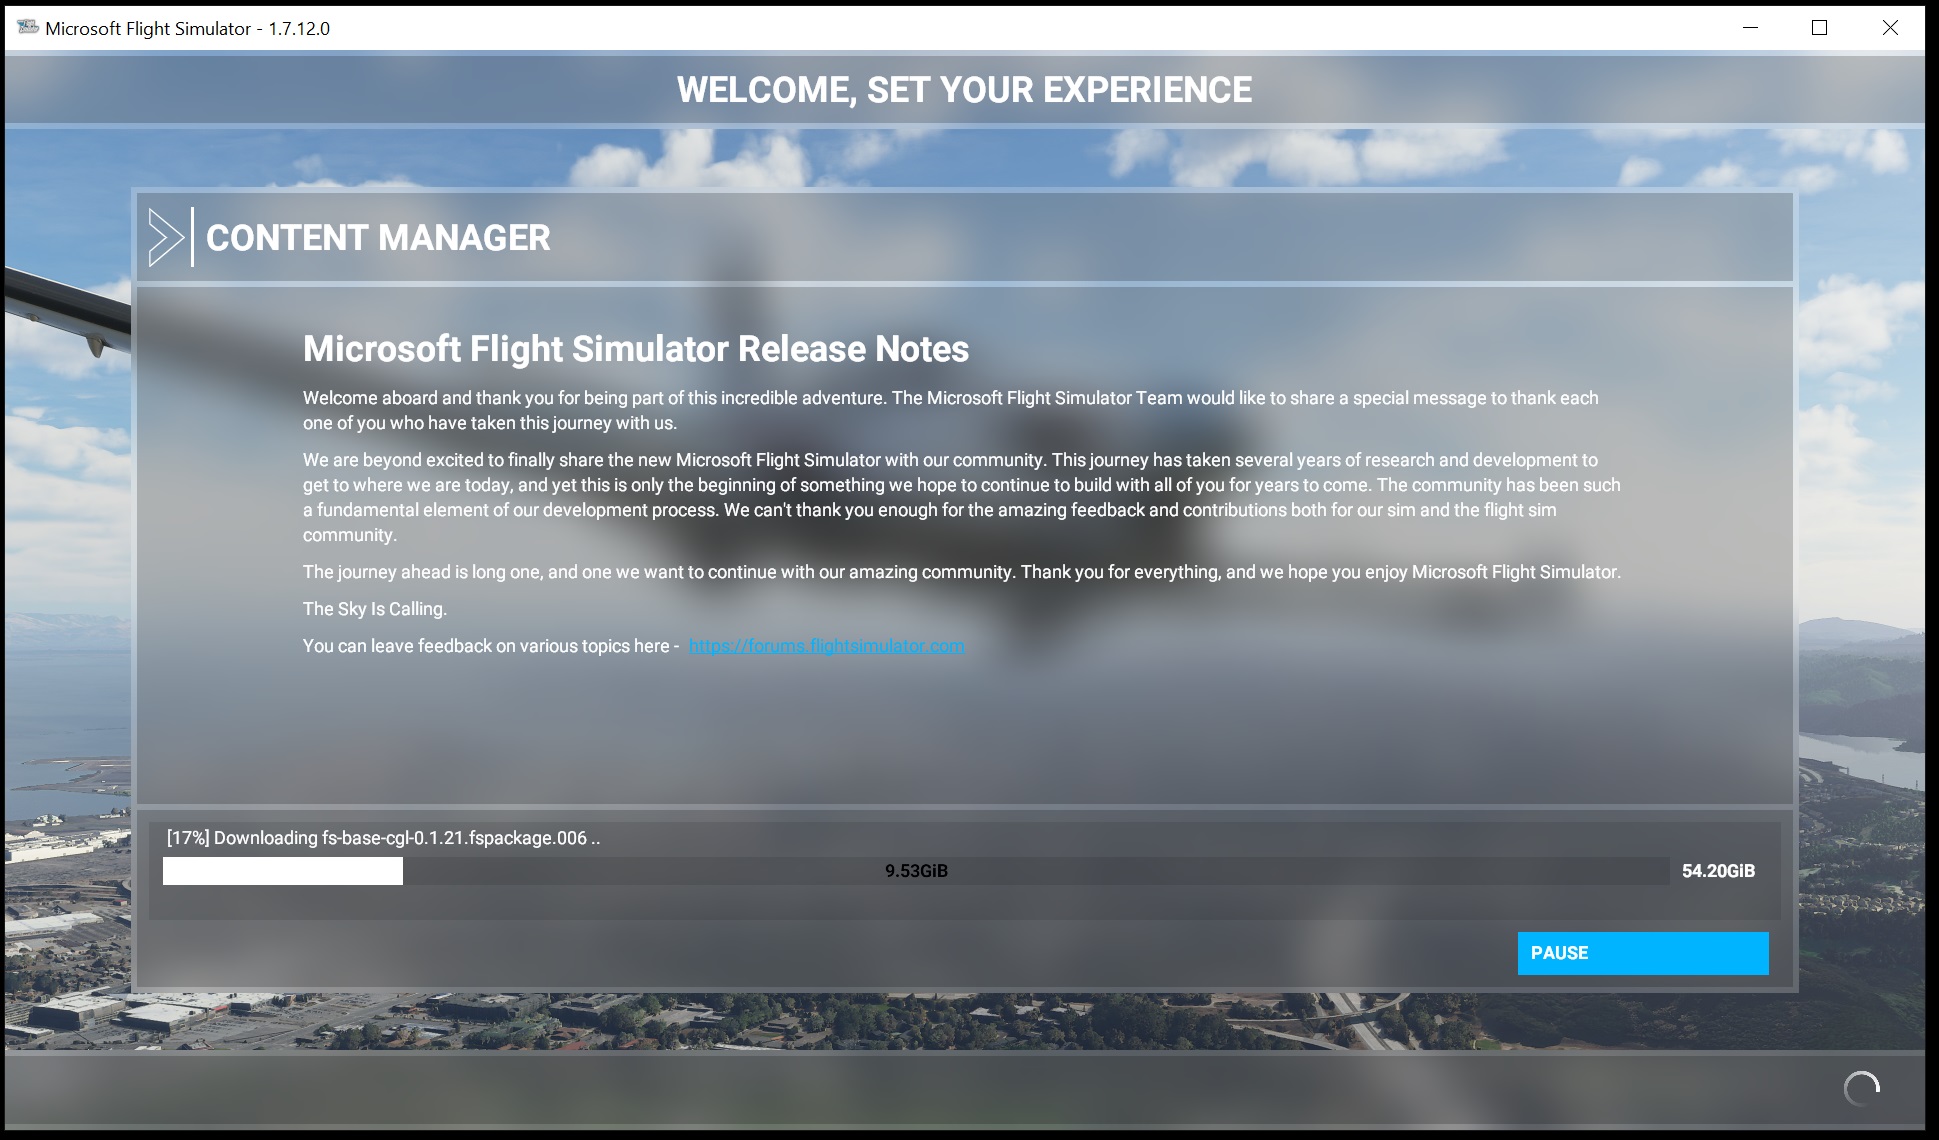 Microsoft Flight Simulator - 1.7.12.0
WELCOME, SET YOUR EXPERIENCE
CONTENT MANAGER
Microsoft Flight Simulator Release Notes
Welcome aboard and thank you for being part of this incredible adventure. The Microsoft Flight Simulator Team would like to share a special message to thank each
one of you who have taken this journey with us.
We are beyond excited to finally share the new Microsoft Flight Simulator with our community. This journey has taken several years of research and development to
get to where we are today, and yet this is only the beginning of something we hope to continue to build with all of you for years to come. The community has been such
a fundamental element of our development process. We can't thank you enough for the amazing feedback and contributions both for our sim and the flight sim
community.
The journey ahead is long one, and one we want to continue with our amazing community. Thank you for everything, and we hope you enjoy Microsoft Flight Simulator.
The Sky Is Calling.
You can leave feedback on various topics here - https://forums.flightsimulator.com
[17%] Downloading fs-base-cgl-0.1.21.fspackage.006 ..
9.53GiB 54.20GiB
PAUSE